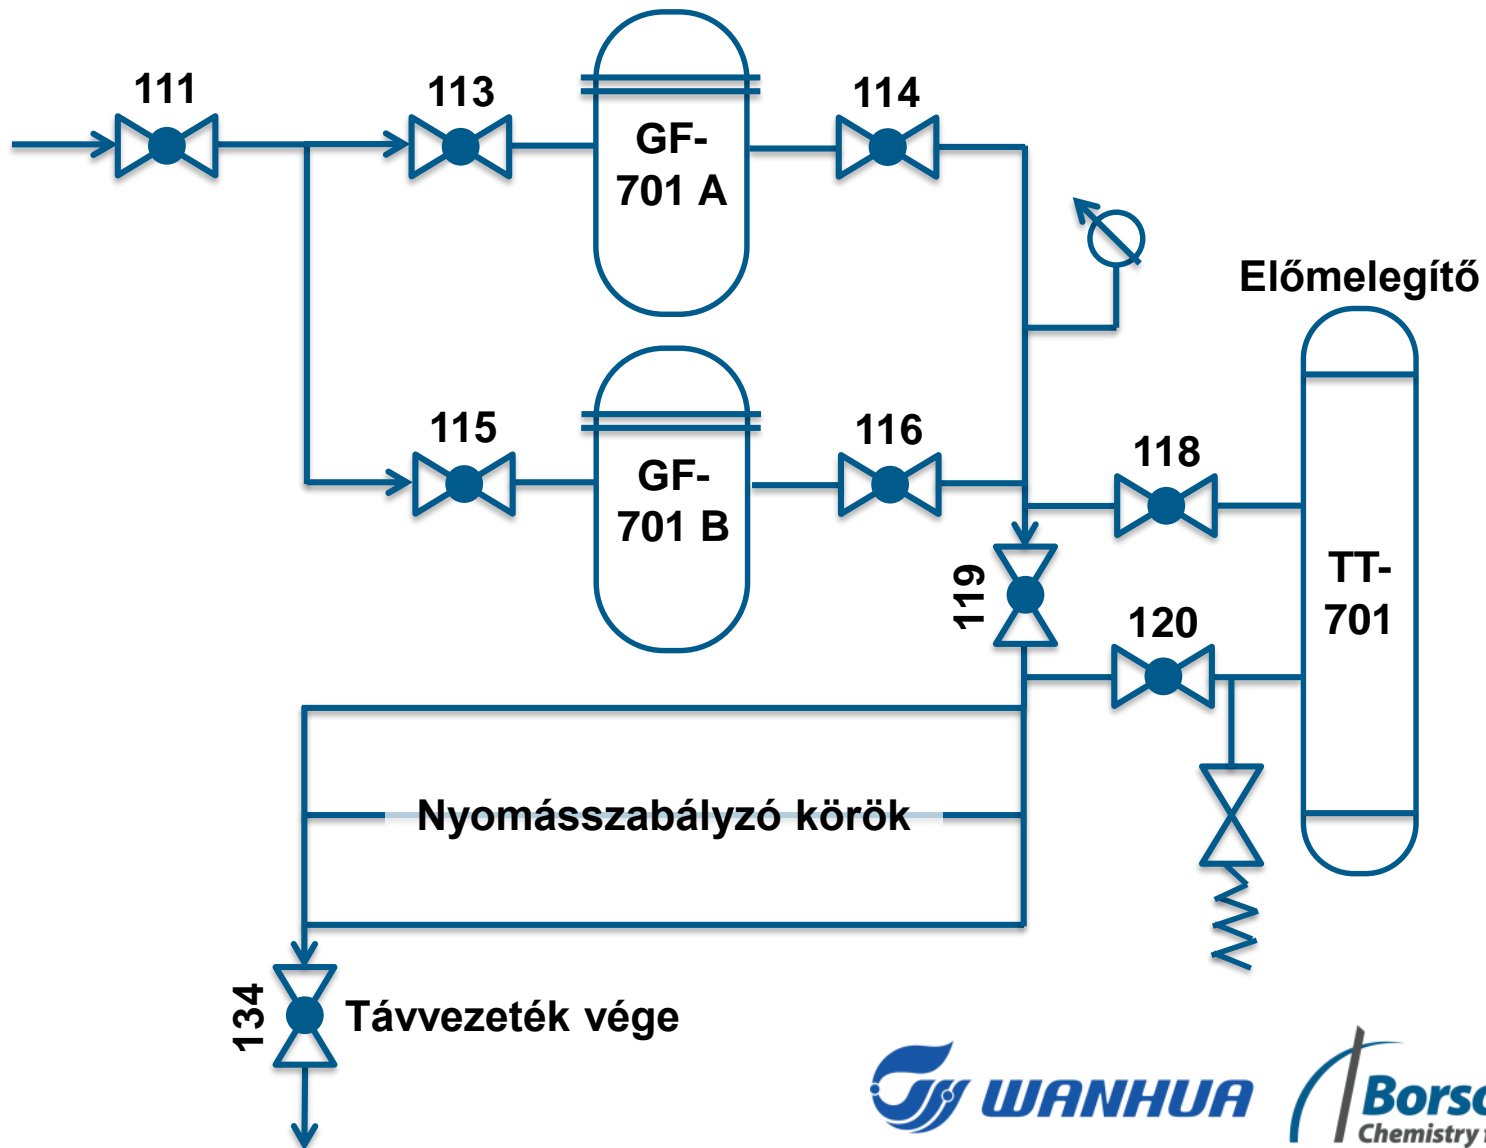 111
113
114
GF-
701 A
Előmelegítő
115
116
118
GF-
701 B
119
TT-
701
120
Nyomásszabályzó körök
134
Távvezeték vége
WANHUA
Borso
Chemistry